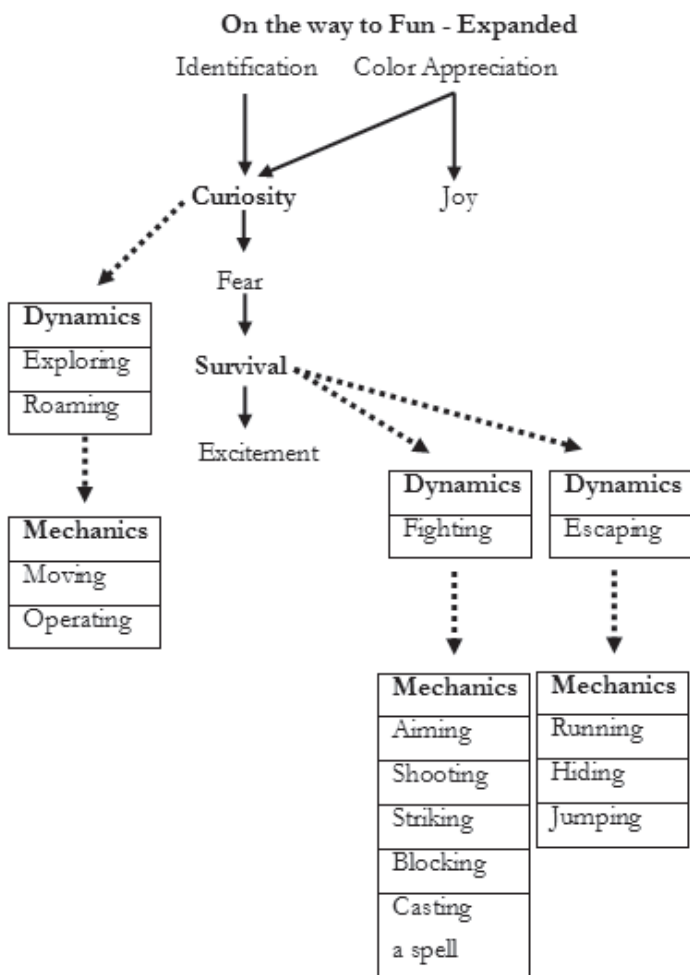 On the way to Fun - Expanded
Identification
Color Appreciation
Curiosity
Joy
Fear
Dynamics
Exploring
Roaming
Survival
Excitement
Mechanics
Moving
Operating
Dynamics
Fighting
Dynamics
Escaping
Mechanics
Aiming
Shooting
Striking
Blocking
Casting
a spell
Mechanics
Running
Hiding
Jumping